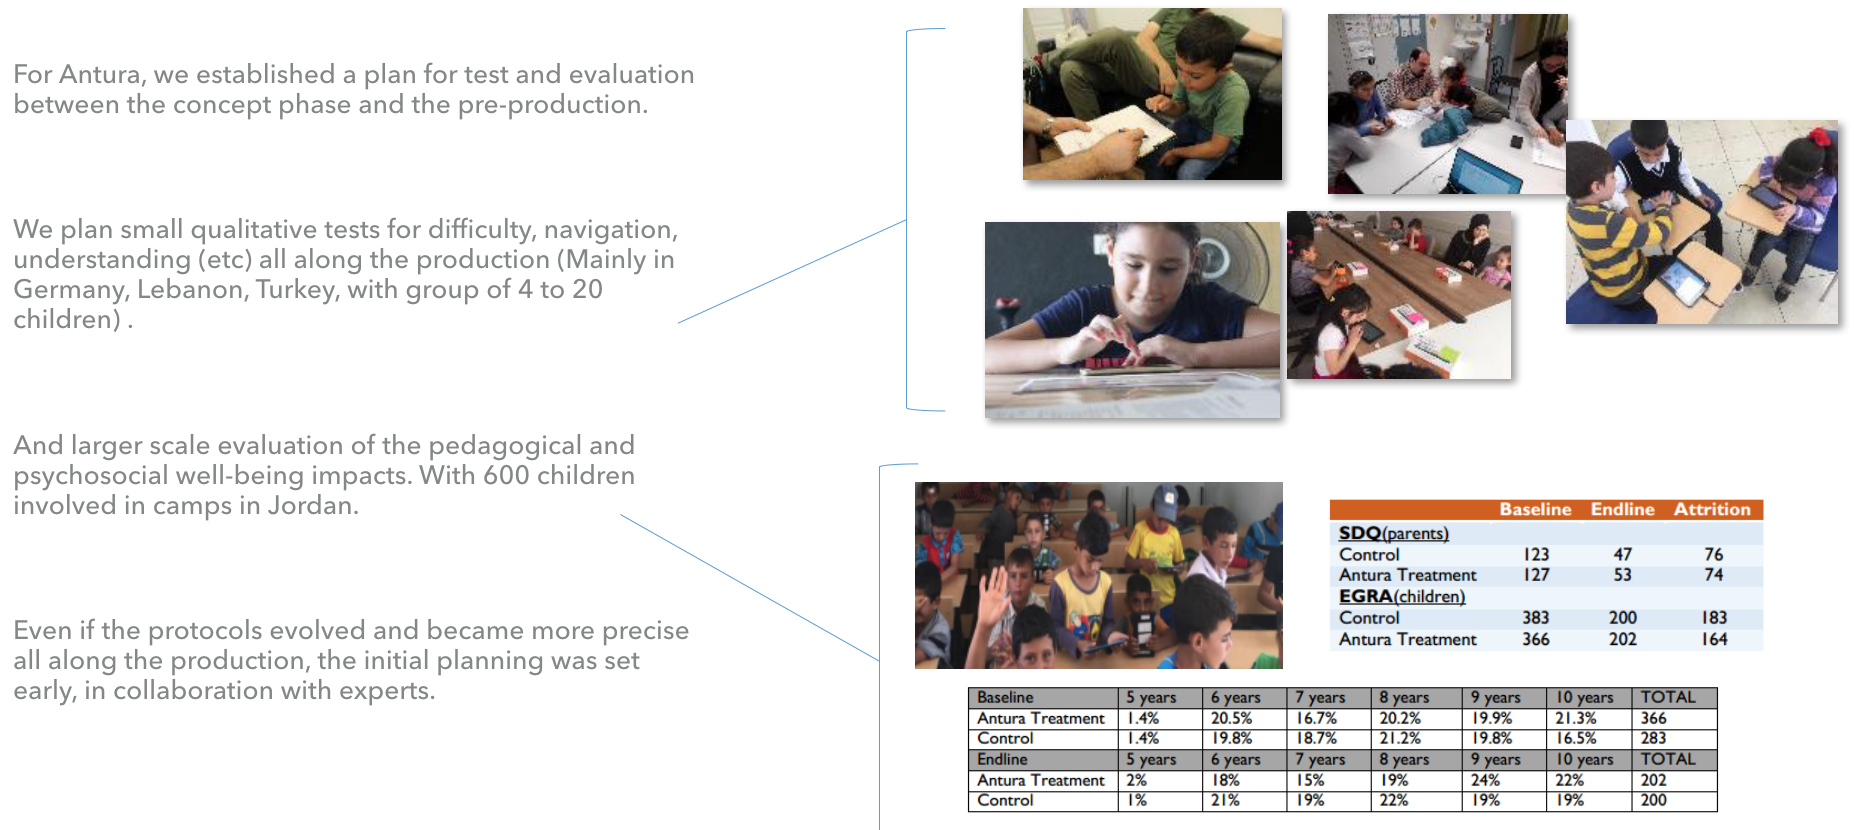 For Antura, we established a plan for test and evaluation
between the concept phase and the pre-production.
We plan small qualitative tests for difficulty, navigation,
understanding (etc) all along the production (Mainly in
Germany, Lebanon, Turkey, with group of 4 to 20
children) .
And larger scale evaluation of the pedagogical and
psychosocial well-being impacts. With 600 children
involved in camps in Jordan.
Even if the protocols evolved and became more precise
all along the production, the initial planning was set
early, in collaboration with experts.
Baseline Endline Attrition
SDQ(parents)
Control 123 47 76
Antura Treatment 127 53 74
EGRA(children)
Control 383 200 183
Antura Treatment 366 202 164
Baseline 5 years 6 years 7 years 8 years 9 years 10 years TOTAL
Antura Treatment 1.4% 20.5% 16.7% 20.2% 19.9% 21.3% 366
Control 1.4% 19.8% 18.7% 21.2% 19.8% 16.5% 283
Endline 5 years 6 years 7 years 8 years 9 years 10 years TOTAL
Antura Treatment 2% 18% 15% 19% 24% 22% 202
Control 1% 21% 19% 22% 19% 19% 200